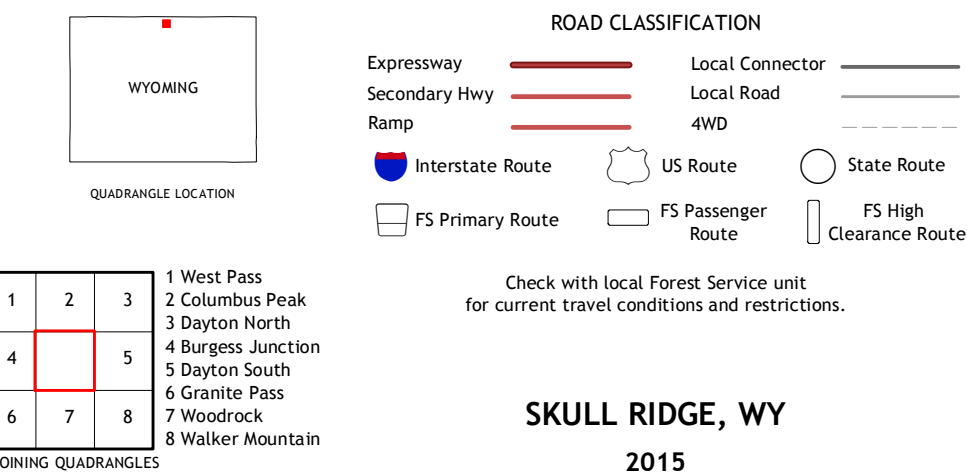 WYOMING
QUADRANGLE LOCATION
ROAD CLASSIFICATION
Expressway
Local Connector
Secondary Hwy
Local Road
Ramp
4WD
Interstate Route
US Route
State Route
FS Primary Route
FS Passenger
Route
FS High
Clearance Route
Check with local Forest Service unit
for current travel conditions and restrictions.
1 2 3
4 5
6 7 8
1 West Pass
2 Columbus Peak
3 Dayton North
4 Burgess Junction
5 Dayton South
6 Granite Pass
7 Woodrock
8 Walker Mountain
OINING QUADRANGLES
SKULL RIDGE, WY
2015